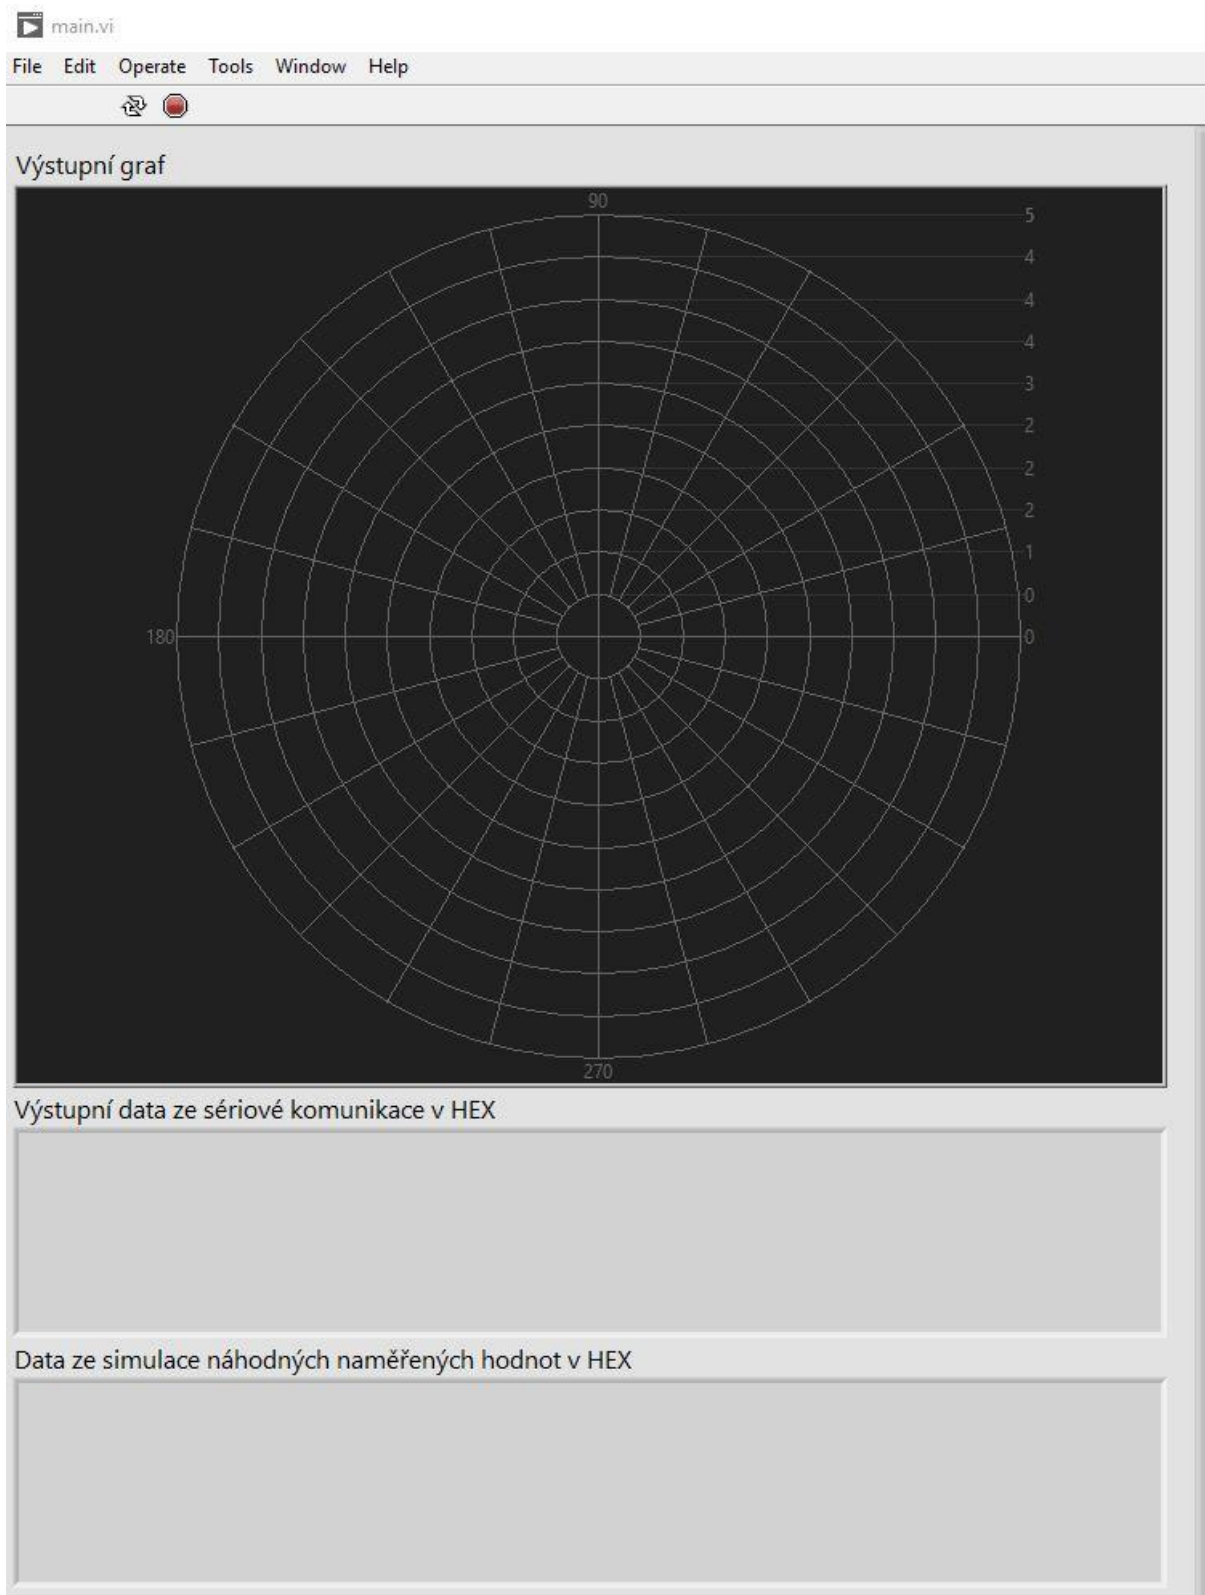 main.vi
File Edit Operate Tools Window Help
Výstupní graf
90
5
4
4
4
3
2
2
2
1
0
180
0
270
Výstupní data ze sériové komunikace v HEX
Data ze simulace náhodných naměřených hodnot v HEX